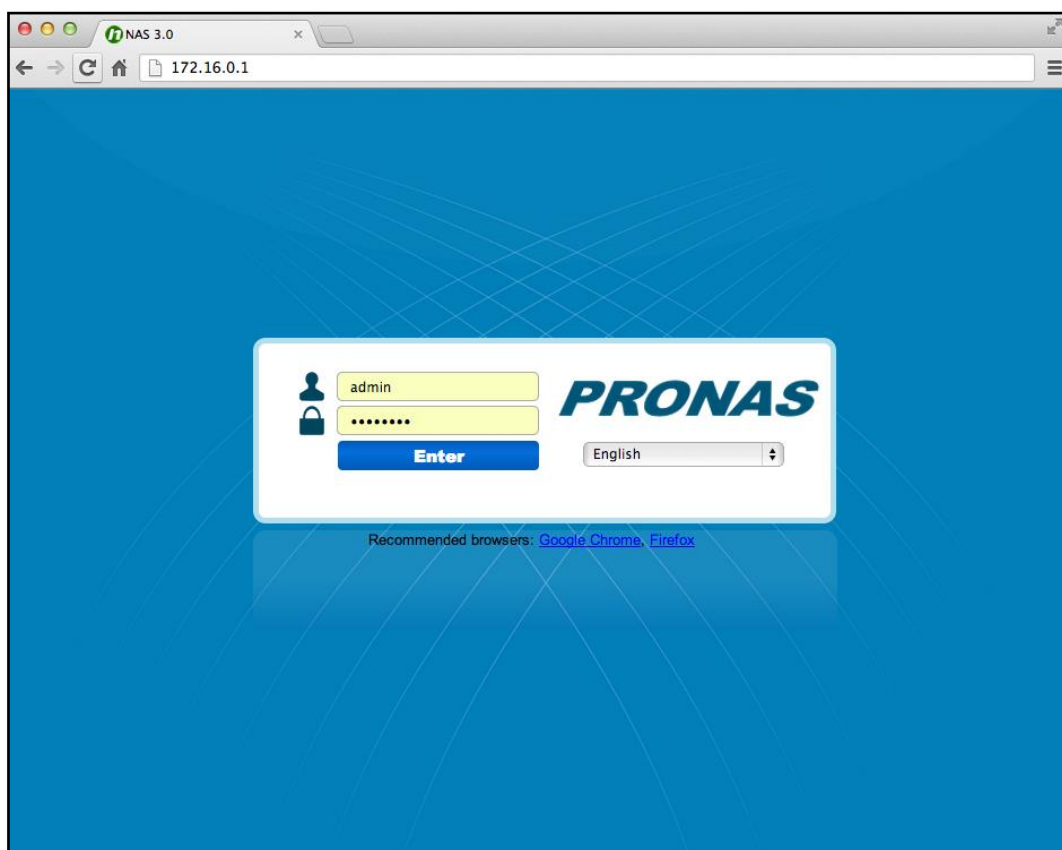 NAS 3.0
172.16.0.1
admin
PRONAS
••••••••
Enter
English
Recommended browsers: Google Chrome, Firefox